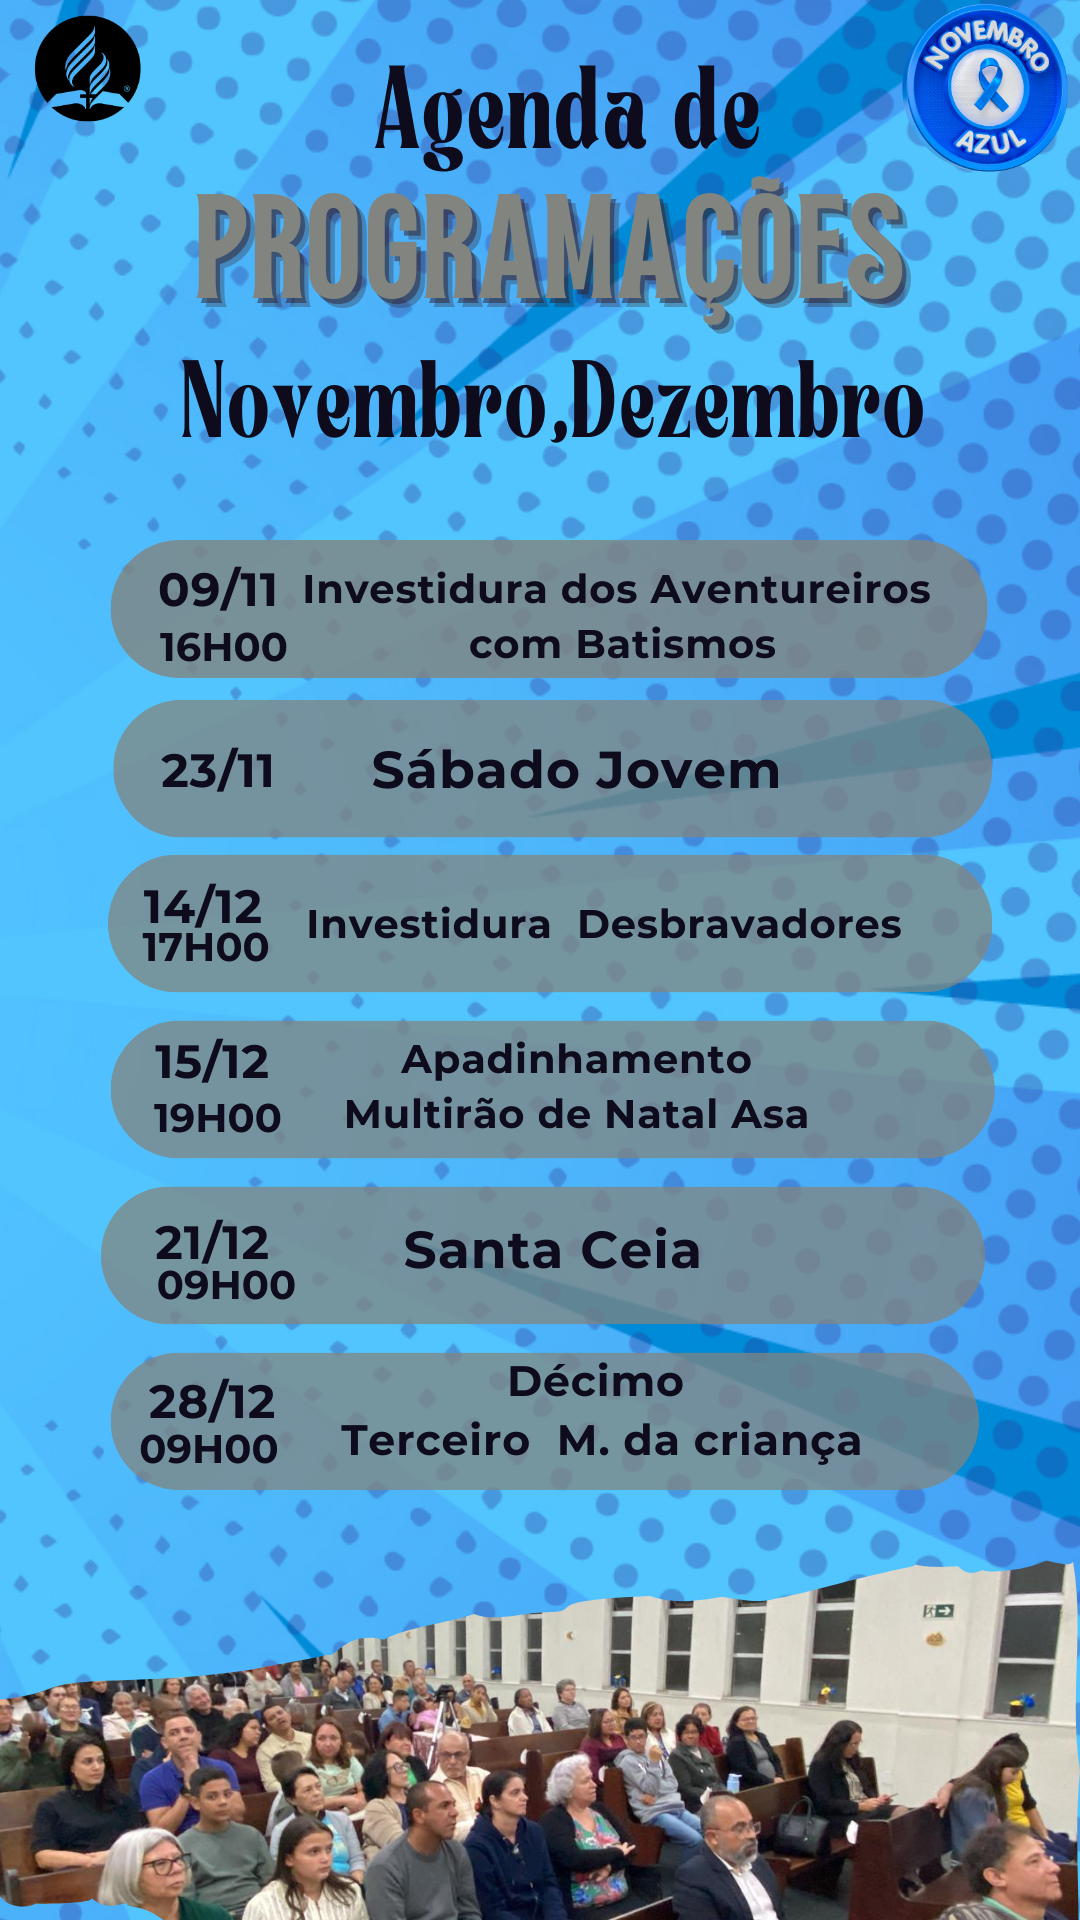 Agenda de
NOVEMBRO
AZUL
PROGRAMAÇÕES
Novembro,Dezembro
09/11 Investidura dos Aventureiros
16H00 com Batismos
23/11 Sábado Jovem
14/12
17H00
Investidura Desbravadores
15/12 Apadinhamento
19H00 Multirão de Natal Asa
21/12
09H00
Santa Ceia
28/12
09H00
Décimo
Terceiro M. da criança